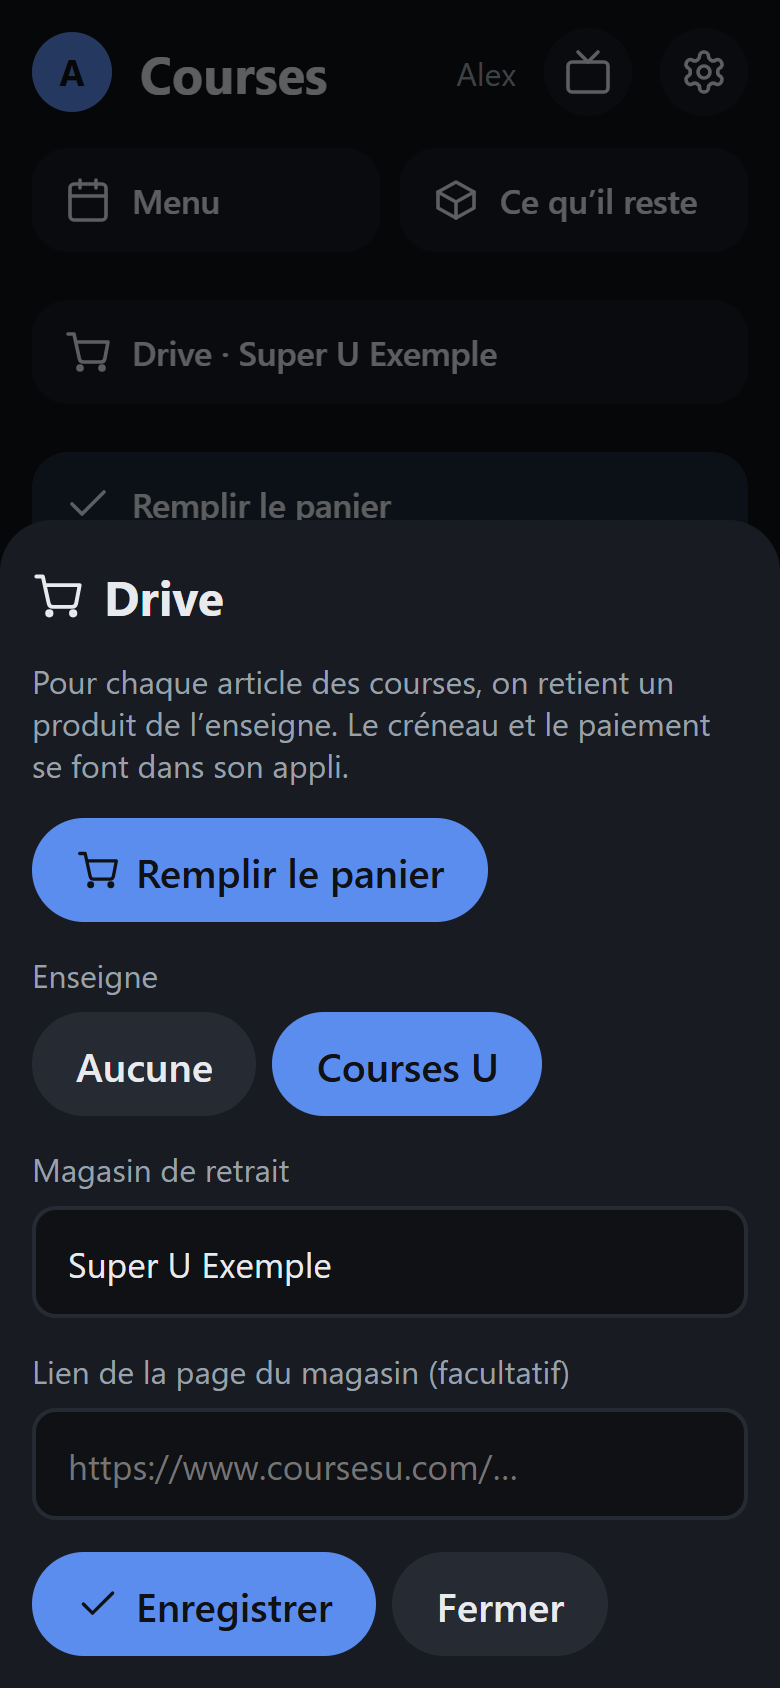 A
Courses
Alex
Menu
Ce qu’il reste
Drive · Super U Exemple
Remplir le panier
Drive
Pour chaque article des courses, on retient un
produit de l’enseigne. Le créneau et le paiement
se font dans son appli.
Remplir le panier
Enseigne
Aucune
Courses U
Magasin de retrait
Super U Exemple
Lien de la page du magasin (facultatif)
https://www.coursesu.com/…
Enregistrer
Fermer